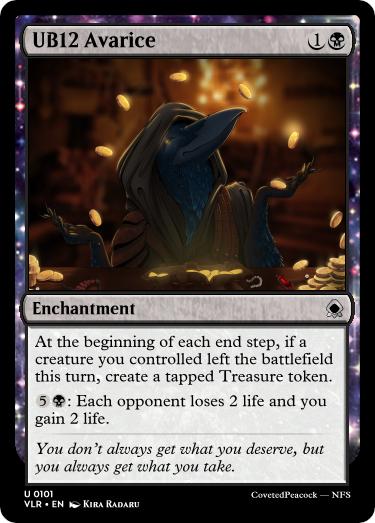 UB12 Avarice 1
Enchantment
At the beginning of each end step, if a
creature you controlled left the battlefield
this turn, create a tapped Treasure token.
5: Each opponent loses 2 life and you
gain 2 life.
You don't always get what you deserve, but
you always get what you take.
U 0101
VLR • EN Kira Radaru
CovetedPeacock — NFS